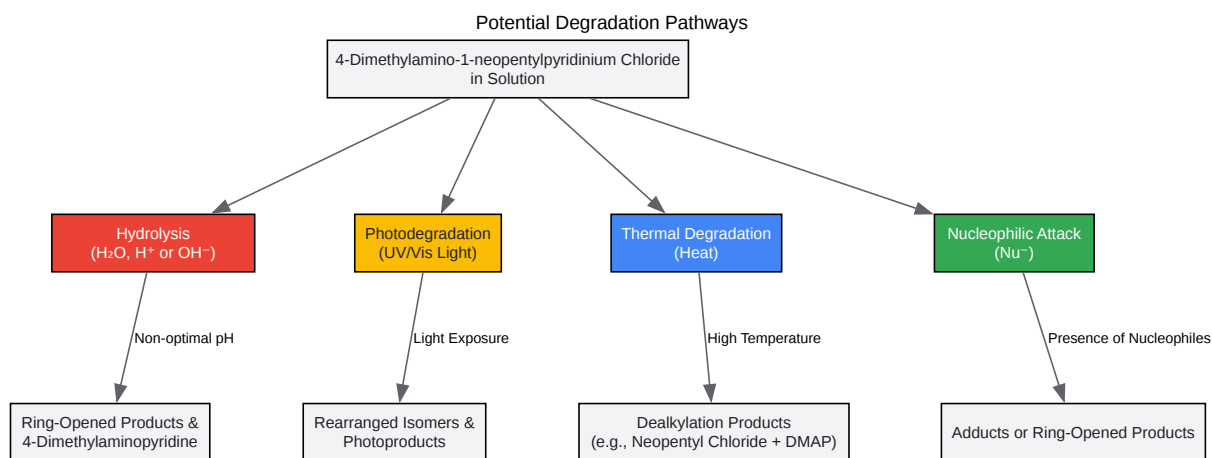 Potential Degradation Pathways
4-Dimethylamino-1-neopentylpyridinium Chloride
in Solution
Hydrolysis
(H₂O, H⁺ or OH⁻)
Photodegradation
(UV/Vis Light)
Thermal Degradation
(Heat)
Nucleophilic Attack
(Nu⁻)
Non-optimal pH
Light Exposure
High Temperature
Presence of Nucleophiles
Ring-Opened Products &
4-Dimethylaminopyridine
Rearranged Isomers &
Photoproducts
Dealkylation Products
(e.g., Neopentyl Chloride + DMAP)
Adducts or Ring-Opened Products